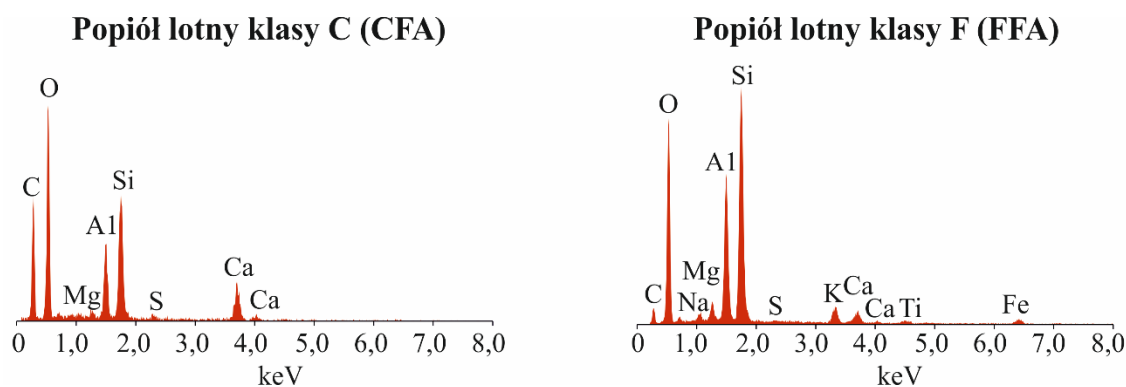 Popiół lotny klasy C (CFA)
O
C
Si
A1
Mg
S
Ca
Ca
0 1,0 2,0 3,0 4,0 5,0 6,0 7,0 8,0
keV
Popiół lotny klasy F (FFA)
Si
O
A1
Mg
C
Na
S
K
Ca
Ca
Ti
Fe
0 1,0 2,0 3,0 4,0 5,0 6,0 7,0 8,0
keV